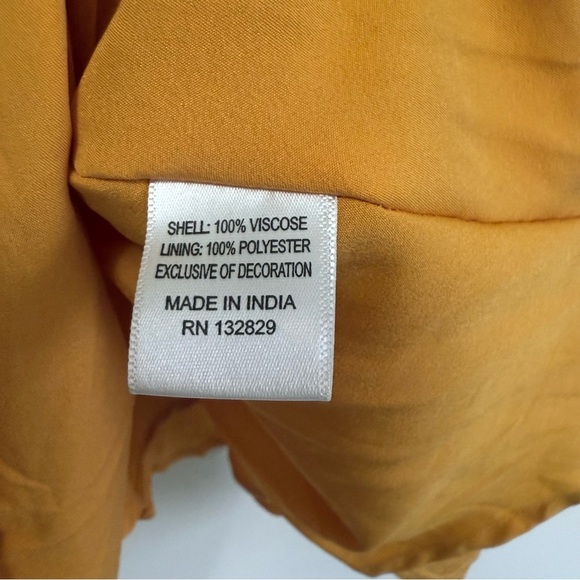 SHELL: 100% VISCOSE
LINING: 100% POLYESTER
EXCLUSIVE OF DECORATION
MADE IN INDIA
RN 132829